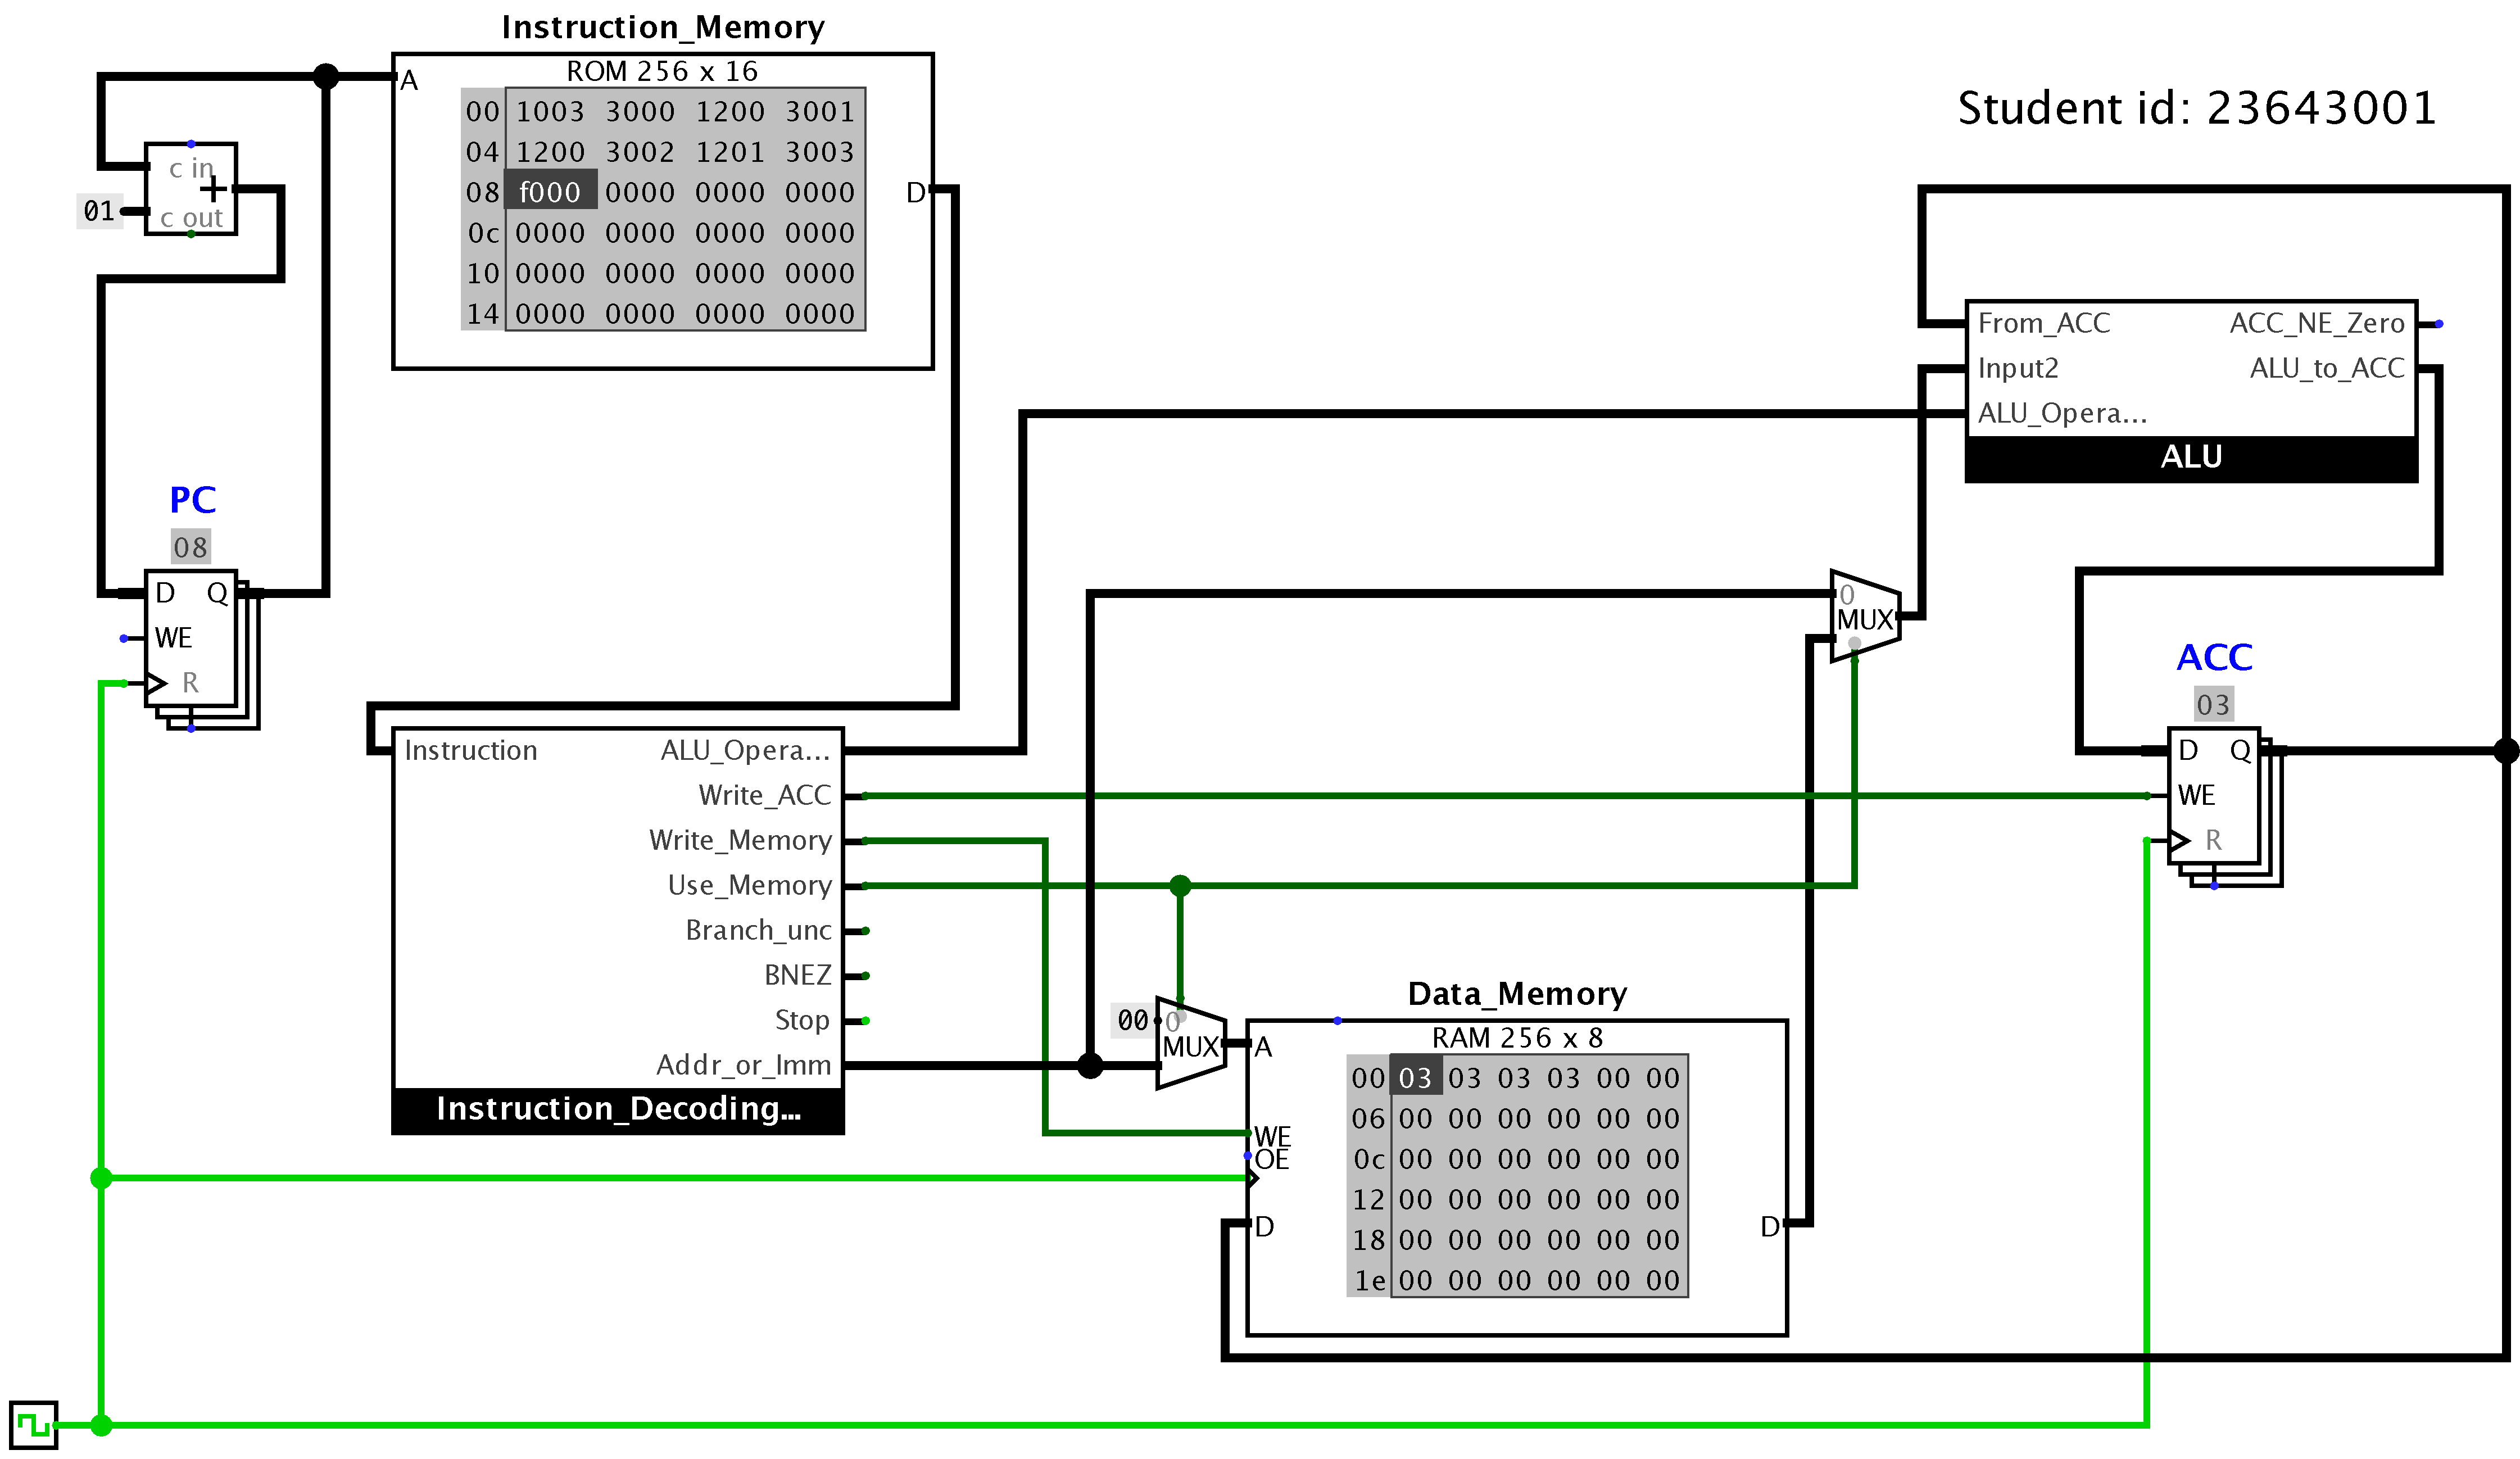 Instruction_Memory
ROM 256 x 16
A
00 1003 3000 1200 3001
04 1200 3002 1201 3003
08 f000 0000 0000 0000
0c 0000 0000 0000 0000
10 0000 0000 0000 0000
14 0000 0000 0000 0000
D
Student id: 23643001
c in
+
01
c out
From_ACC ACC_NE_Zero
Input2 ALU_to_ACC
ALU_Opera...
ALU
PC
08
D Q
WE
R
0
MUX
ACC
03
D Q
WE
R
Instruction ALU_Opera...
Write_ACC
Write_Memory
Use_Memory
Branch_unc
BNEZ
Stop
Addr_or_Imm
Instruction_Decoding...
00 0
MUX
Data_Memory
RAM 256 x 8
A
00 03 03 03 03 00 00
06 00 00 00 00 00 00
0c 00 00 00 00 00 00
12 00 00 00 00 00 00
18 00 00 00 00 00 00
1e 00 00 00 00 00 00
WE
OE
D D